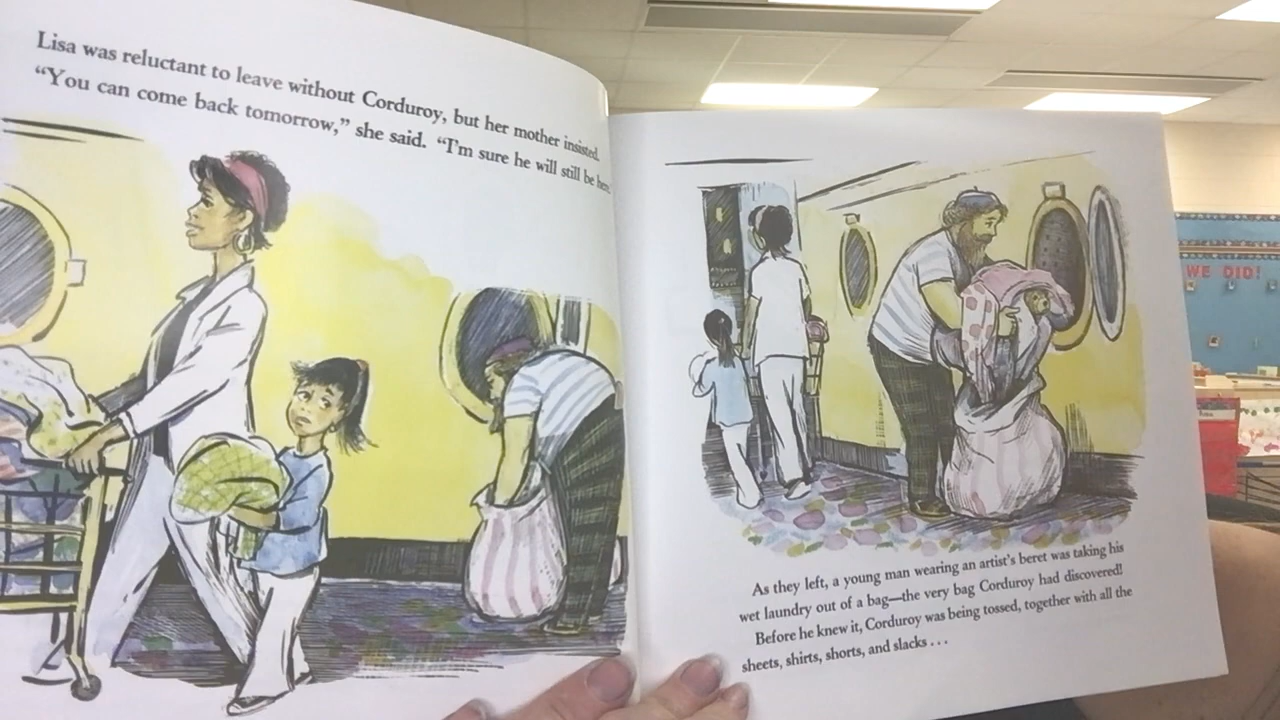 Lisa was reluctant to leave without Corduroy, but her mother insisted.
“You can come back tomorrow,” she said. “I’m sure he will still be here.
As they left, a young man wearing an artist’s beret was taking his
wet laundry out of a bag—the very bag Corduroy had discovered!
Before he knew it, Corduroy was being tossed, together with all the
sheets, shirts, shorts, and slacks . . .
WE DID!